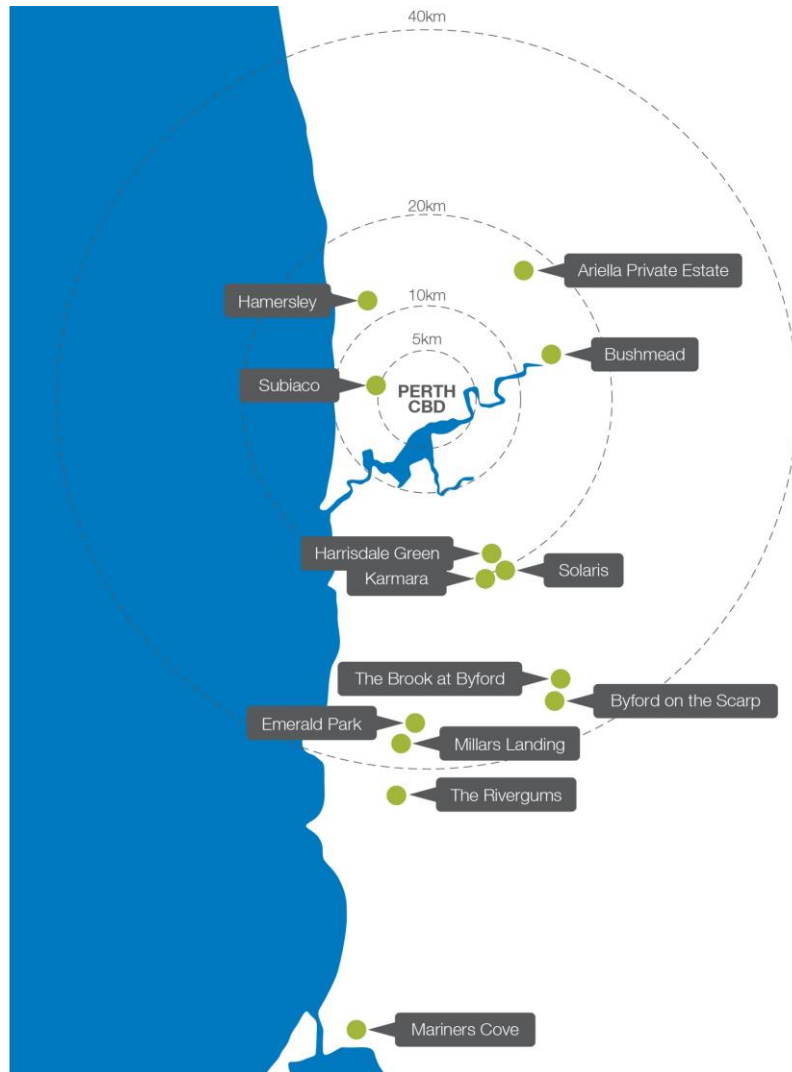 40km
20km
Ariella Private Estate
Hamersley
10km
5km
Bushmead
Subiaco
PERTH
CBD
Harrisdale Green
Solaris
Karmara
The Brook at Byford
Byford on the Scarp
Emerald Park
Millars Landing
The Rivergums
Mariners Cove